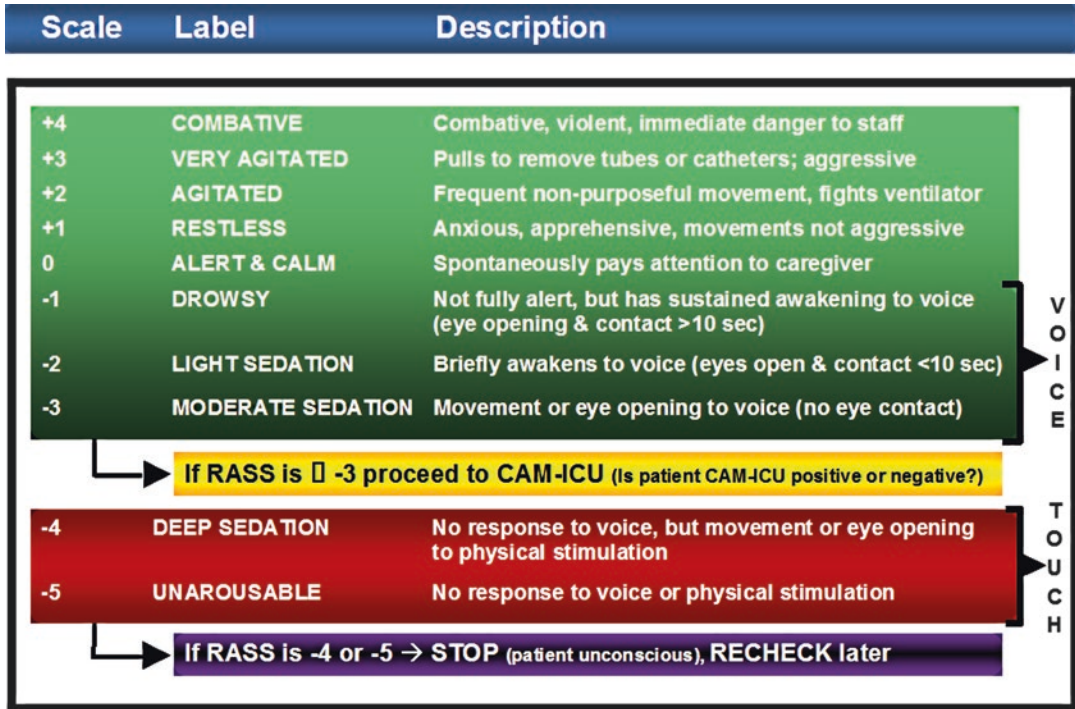 Scale Label Description
+4 COMBATIVE Combative, violent, immediate danger to staff
+3 VERY AGITATED Pulls to remove tubes or catheters; aggressive
+2 AGITATED Frequent non-purposeful movement, fights ventilator
+1 RESTLESS Anxious, apprehensive, movements not aggressive
0 ALERT & CALM Spontaneously pays attention to caregiver
-1 DROWSY Not fully alert, but has sustained awakening to voice
(eye opening & contact >10 sec)
-2 LIGHT SEDATION Briefly awakens to voice (eyes open & contact <10 sec)
-3 MODERATE SEDATION Movement or eye opening to voice (no eye contact)
VOICE
If RASS is ▯ -3 proceed to CAM-ICU (Is patient CAM-ICU positive or negative?)
-4 DEEP SEDATION No response to voice, but movement or eye opening
to physical stimulation
-5 UNAROUSABLE No response to voice or physical stimulation
TOUCH
If RASS is -4 or -5 → STOP (patient unconscious), RECHECK later